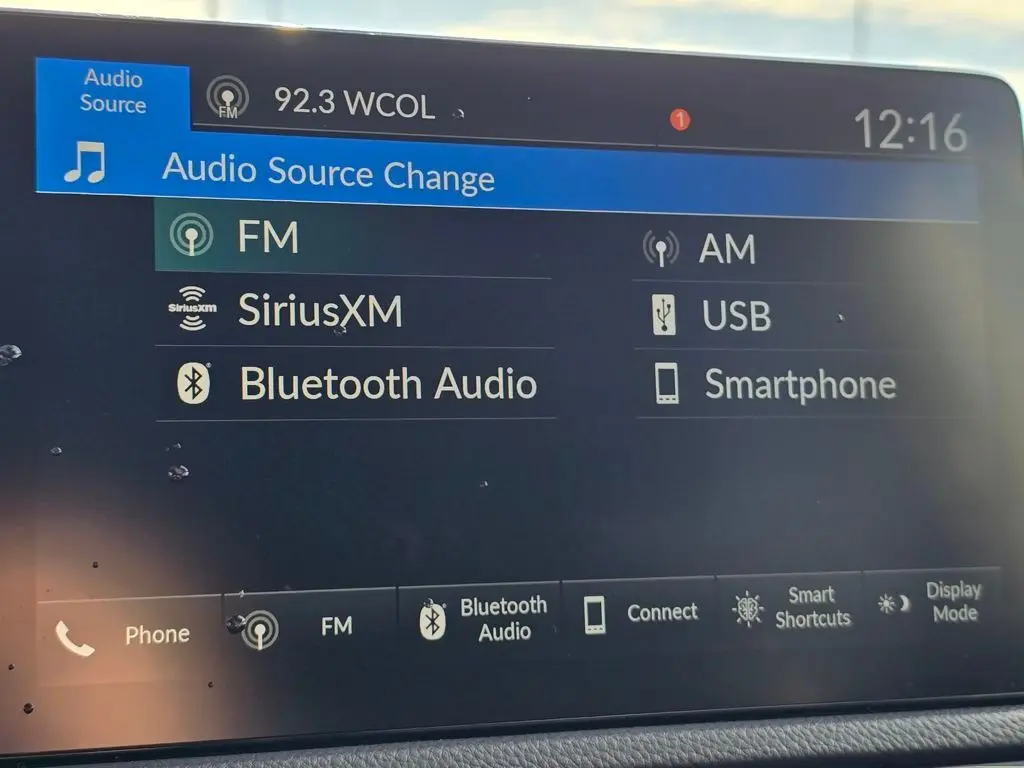 Audio
Source
FM
92.3 WCOL
1
12:16
Audio Source Change
FM
AM
SiriusXM
SiriusXM
USB
Bluetooth Audio
Smartphone
Phone
FM
Bluetooth
Audio
Connect
Smart
Shortcuts
Display
Mode